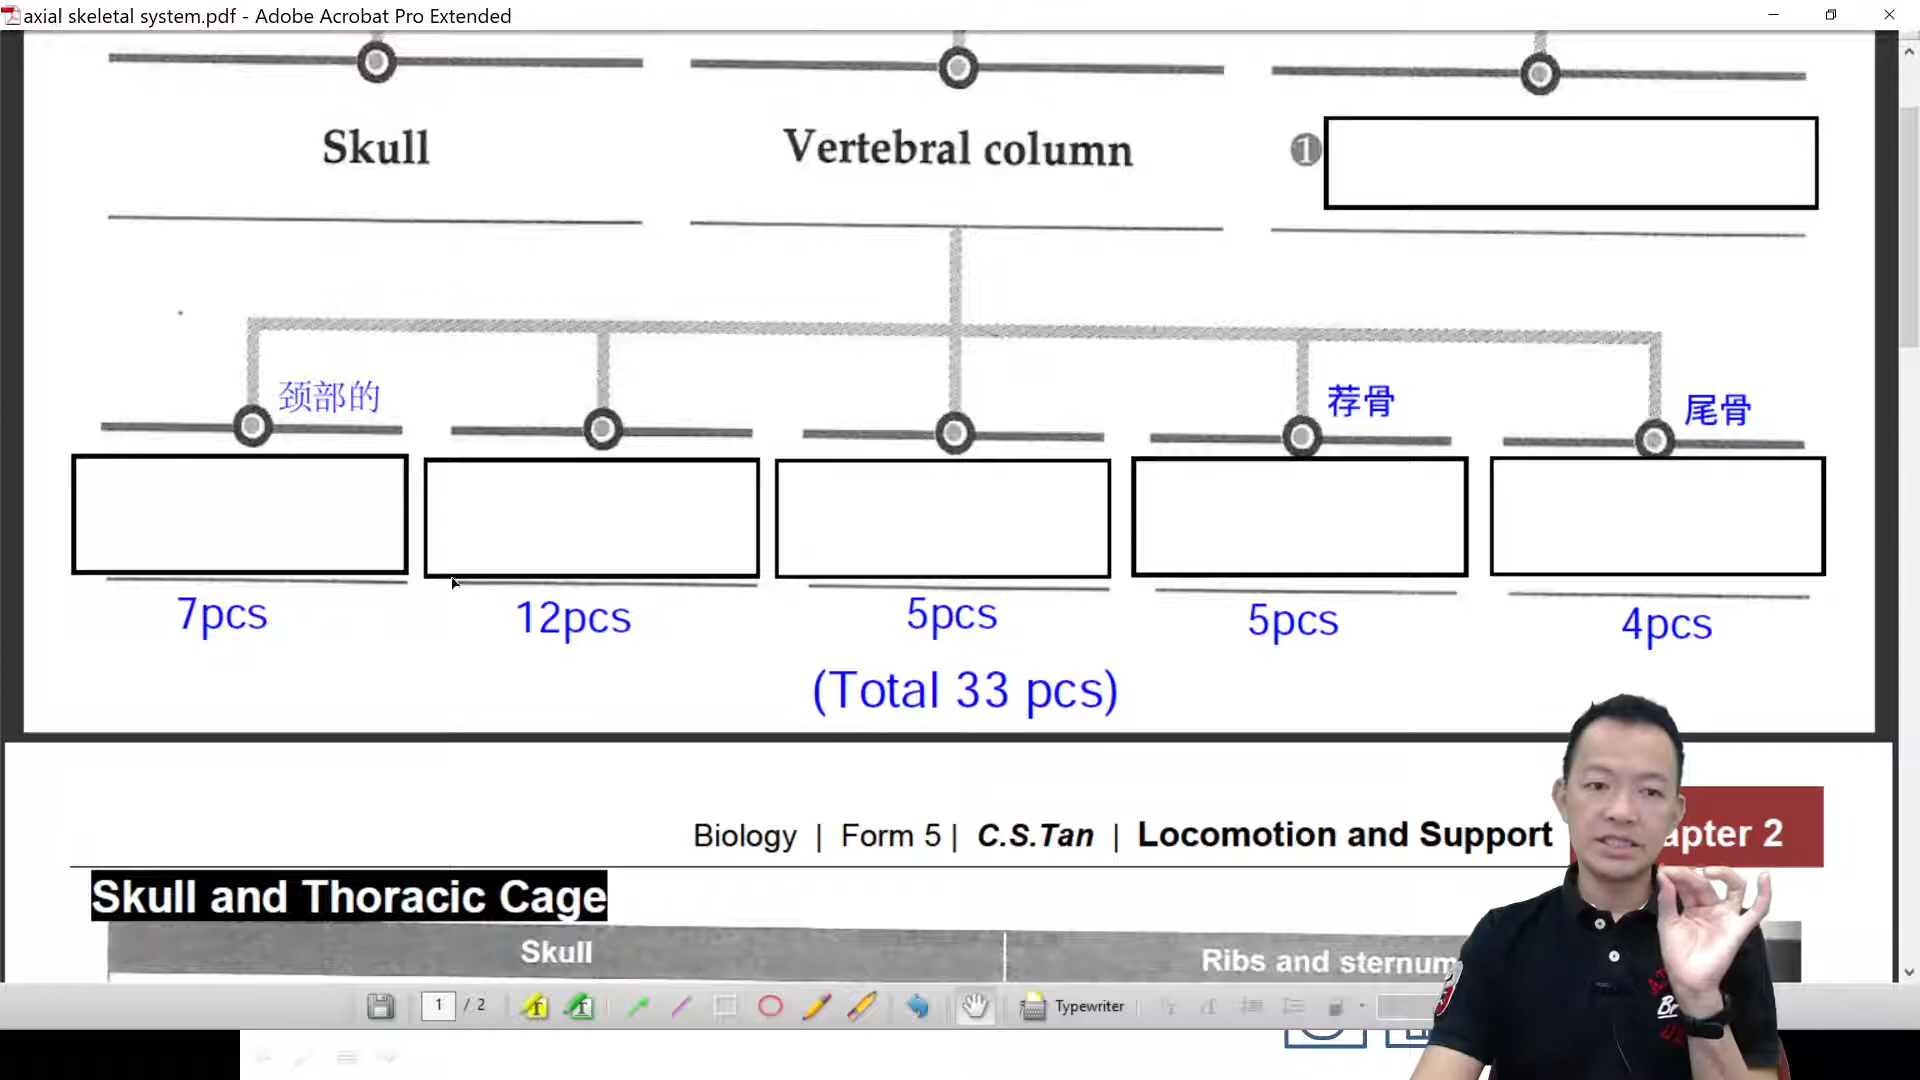 axial skeletal system.pdf - Adobe Acrobat Pro Extended
Skull
Vertebral column
1
颈部的
荐骨
尾骨
7pcs
12pcs
5pcs
5pcs
4pcs
(Total 33 pcs)
Biology | Form 5 | C.S.Tan | Locomotion and Support
apter 2
Skull and Thoracic Cage
Skull
Ribs and sternum
1 / 2
Typewriter